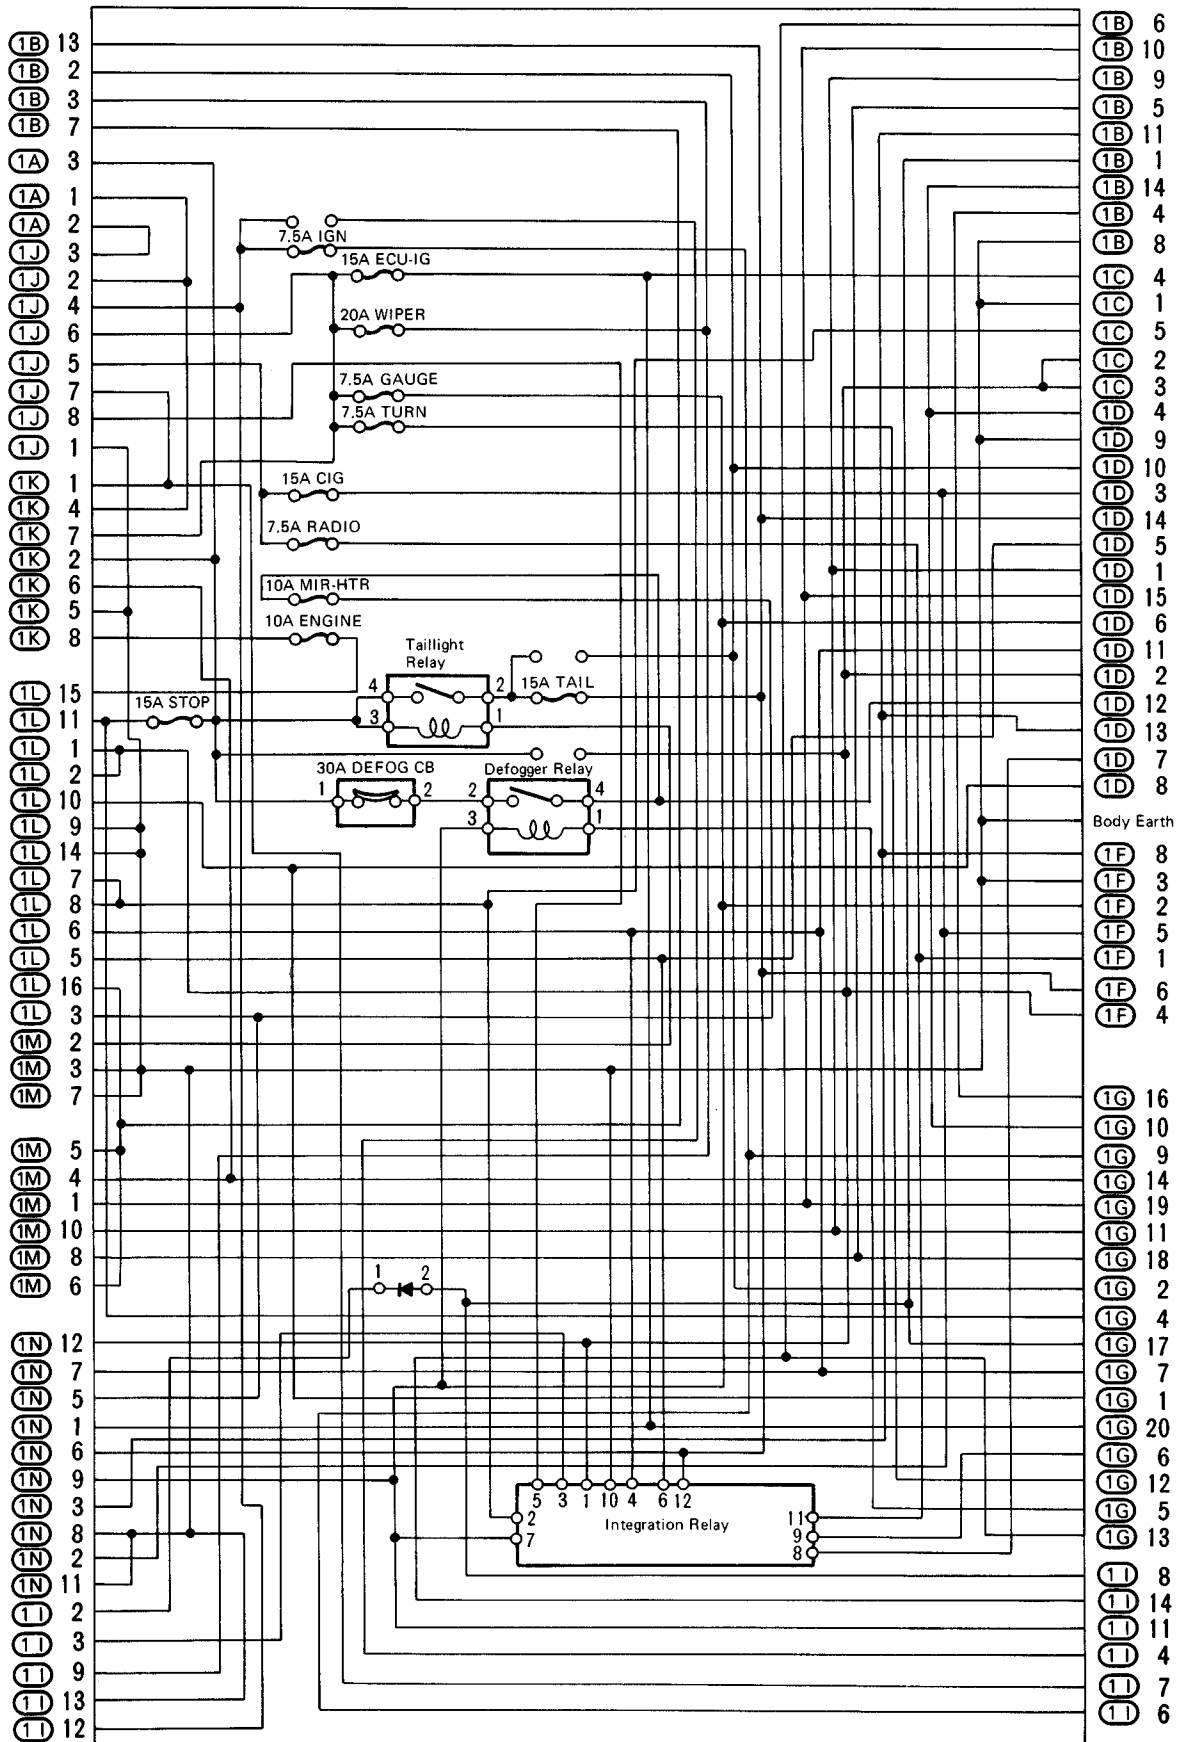 1B 13
1B 2
1B 3
1B 7
1A 3
1A 1
1A 2
1J 3
1J 2
1J 4
1J 6
1J 5
1J 7
1J 8
1J 1
1K 1
1K 4
1K 7
1K 2
1K 6
1K 5
1K 8
1L 15
1L 11
1L 1
1L 2
1L 10
1L 9
1L 14
1L 7
1L 8
1L 6
1L 5
1L 16
1L 3
1M 2
1M 3
1M 7
1M 5
1M 4
1M 1
1M 10
1M 8
1M 6
1N 12
1N 7
1N 5
1N 1
1N 6
1N 9
1N 3
1N 8
1N 2
1N 11
1I 2
1I 3
1I 9
1I 13
1I 12
7.5A IGN
15A ECU-IG
20A WIPER
7.5A GAUGE
7.5A TURN
15A CIG
7.5A RADIO
10A MIR-HTR
10A ENGINE
Taillight
Relay
4 2
3 1
15A TAIL
15A STOP
30A DEFOG CB
1 2
Defogger Relay
2 4
3 1
1 2
5 3 1 10 4 6 12
2
7
Integration Relay
11
9
8
1B 6
1B 10
1B 9
1B 5
1B 11
1B 1
1B 14
1B 4
1B 8
1C 4
1C 1
1C 5
1C 2
1C 3
1D 4
1D 9
1D 10
1D 3
1D 14
1D 5
1D 1
1D 15
1D 6
1D 11
1D 2
1D 12
1D 13
1D 7
1D 8
Body Earth
1F 8
1F 3
1F 2
1F 5
1F 1
1F 6
1F 4
1G 16
1G 10
1G 9
1G 14
1G 19
1G 11
1G 18
1G 2
1G 4
1G 17
1G 7
1G 1
1G 20
1G 6
1G 12
1G 5
1G 13
1I 8
1I 14
1I 11
1I 4
1I 7
1I 6